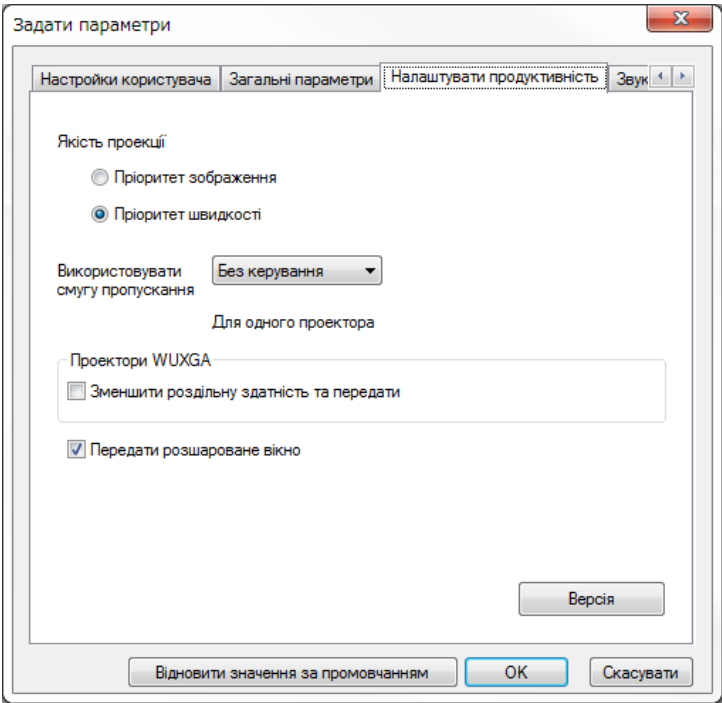 Задати параметри
Настройки користувача
Загальні параметри
Налаштувати продуктивність
Звук
Якість проекції
Пріоритет зображення
Пріоритет швидкості
Використовувати
смугу пропускання
Без керування
Для одного проектора
Проектори WUXGA
Зменшити роздільну здатність та передати
Передати розшароване вікно
Версія
Відновити значення за промовчанням
OK
Скасувати